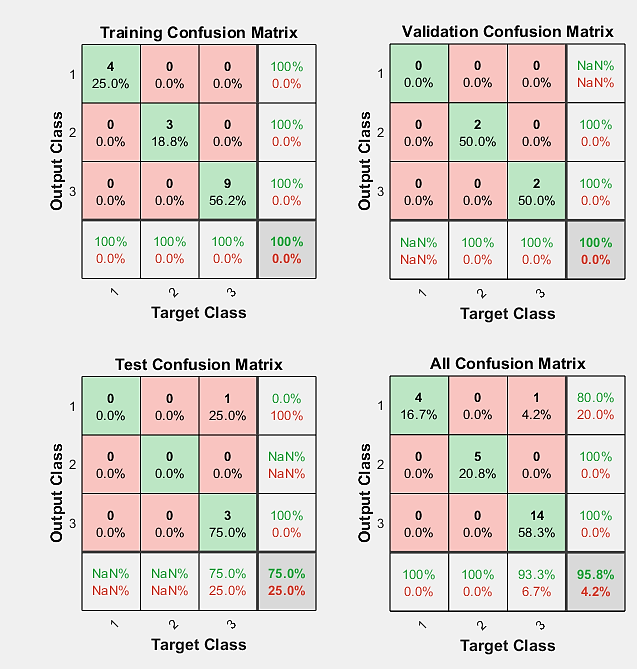 Training Confusion Matrix
4 0 0 100%
1 25.0% 0.0% 0.0% 0.0%
0 3 0 100%
2 0.0% 18.8% 0.0% 0.0%
0 0 9 100%
3 0.0% 0.0% 56.2% 0.0%
100% 100% 100% 100%
0.0% 0.0% 0.0% 0.0%
1 2 3
Output Class
Target Class
Validation Confusion Matrix
0 0 0 NaN%
1 0.0% 0.0% 0.0% NaN%
0 2 0 100%
2 0.0% 50.0% 0.0% 0.0%
0 0 2 100%
3 0.0% 0.0% 50.0% 0.0%
NaN% 100% 100% 100%
NaN% 0.0% 0.0% 0.0%
1 2 3
Output Class
Target Class
Test Confusion Matrix
0 0 1 0.0%
1 0.0% 0.0% 25.0% 100%
0 0 0 NaN%
2 0.0% 0.0% 0.0% NaN%
0 0 3 100%
3 0.0% 0.0% 75.0% 0.0%
NaN% NaN% 75.0% 75.0%
NaN% NaN% 25.0% 25.0%
1 2 3
Output Class
Target Class
All Confusion Matrix
4 0 1 80.0%
1 16.7% 0.0% 4.2% 20.0%
0 5 0 100%
2 0.0% 20.8% 0.0% 0.0%
0 0 14 100%
3 0.0% 0.0% 58.3% 0.0%
100% 100% 93.3% 95.8%
0.0% 0.0% 6.7% 4.2%
1 2 3
Output Class
Target Class